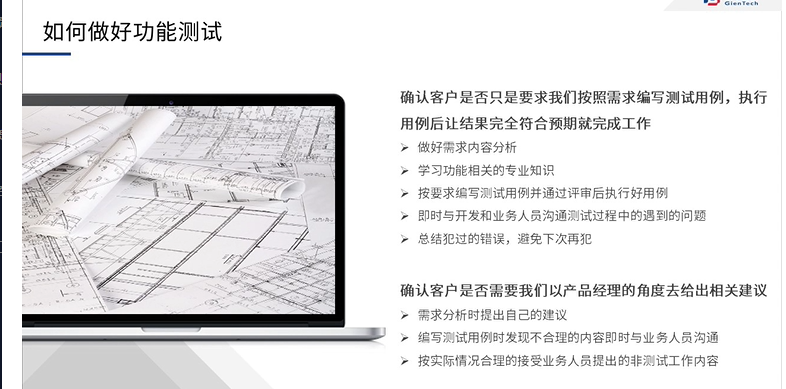 GienTech
如何做好功能测试
确认客户是否只是要求我们按照需求编写测试用例，执行
用例后让结果完全符合预期就完成工作
➢ 做好需求内容分析
➢ 学习功能相关的专业知识
➢ 按要求编写测试用例并通过评审后执行好用例
➢ 即时与开发和业务人员沟通测试过程中的遇到的问题
➢ 总结犯过的错误，避免下次再犯
确认客户是否需要我们以产品经理的角度去给出相关建议
➢ 需求分析时提出自己的建议
➢ 编写测试用例时发现不合理的内容即时与业务人员沟通
➢ 按实际情况合理的接受业务人员提出的非测试工作内容